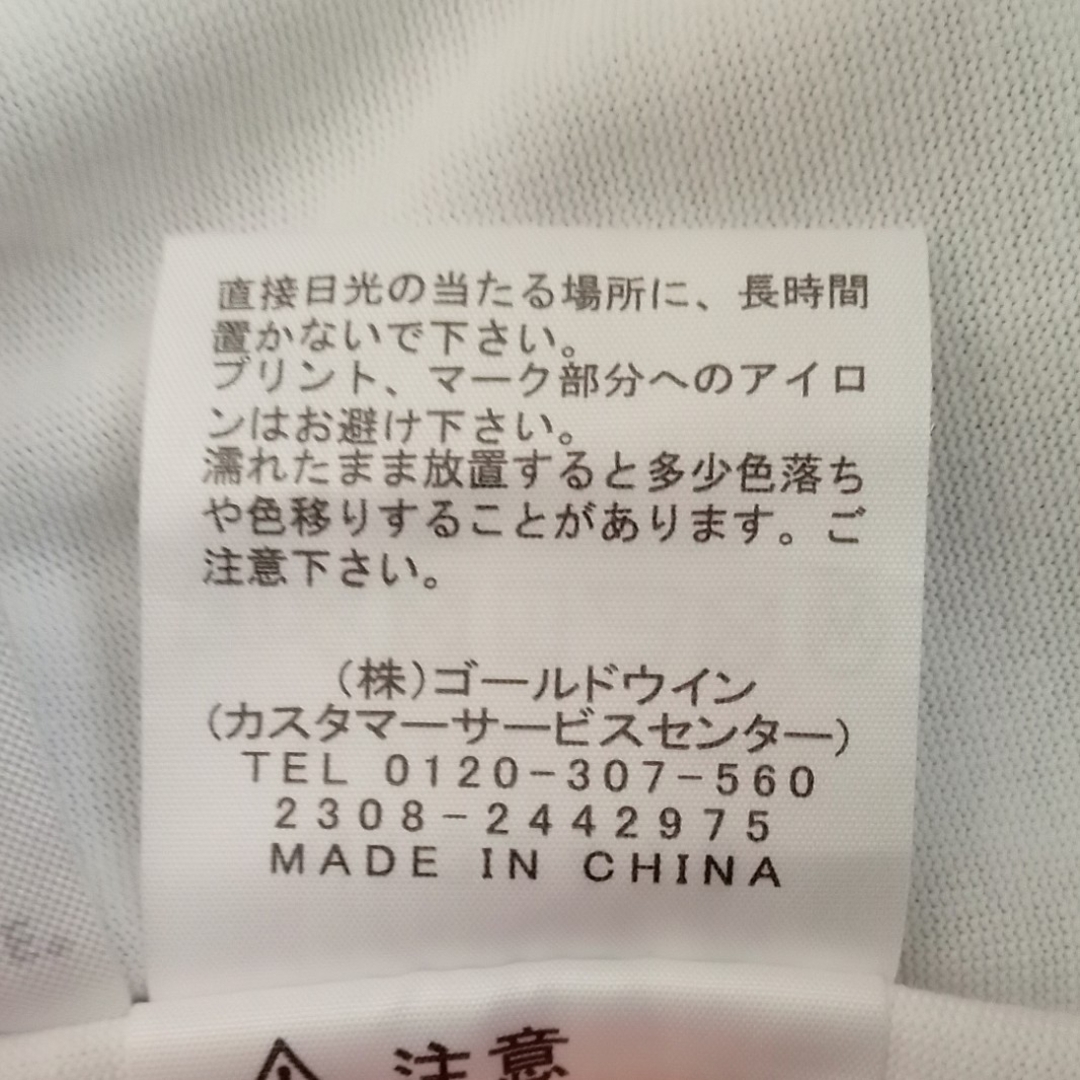 直接日光の当たる場所に、長時間
置かないで下さい。
プリント、マーク部分へのアイロ
ンはお避け下さい。
濡れたまま放置すると多少色落ち
や色移りすることがあります。ご
注意下さい。
(株)ゴールドウイン
(カスタマーサービスセンター)
TEL 0120-307-560
2308-2442975
MADE IN CHINA
注意